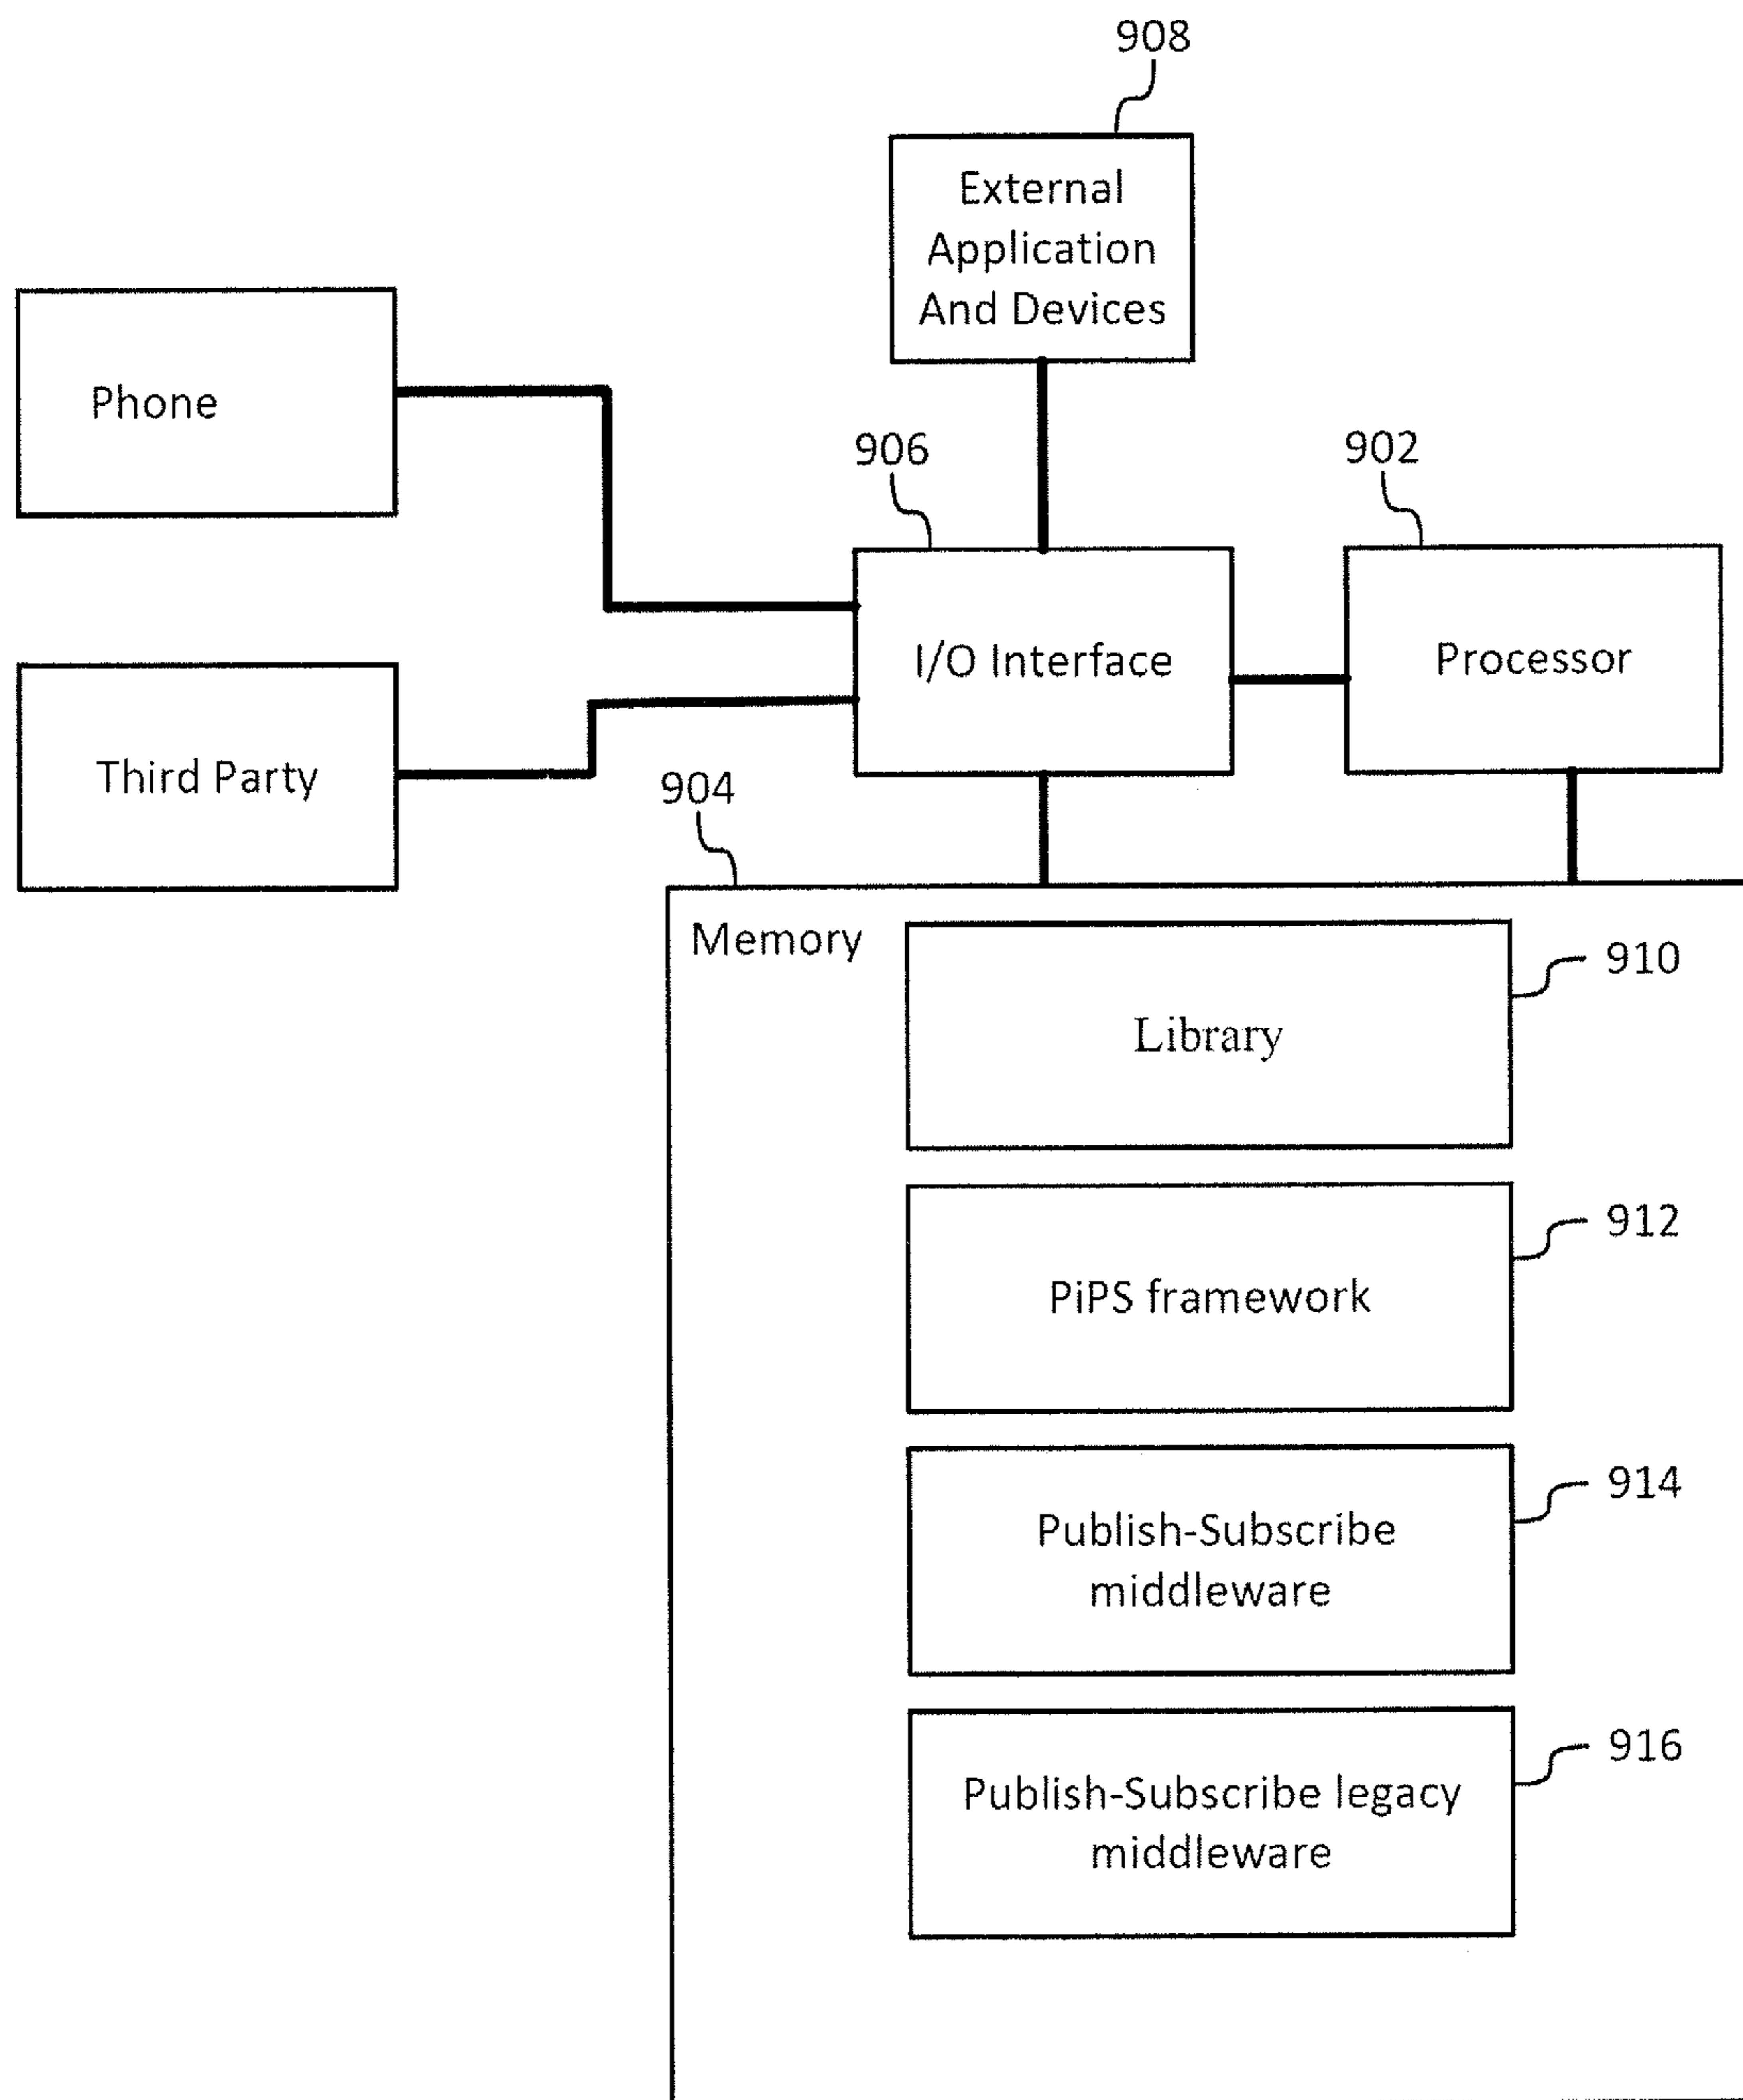 908
External
Application
And Devices
Phone
906
902
I/O Interface
Processor
Third Party
904
Memory
910
Library
912
PiPS framework
914
Publish-Subscribe
middleware
916
Publish-Subscribe legacy
middleware